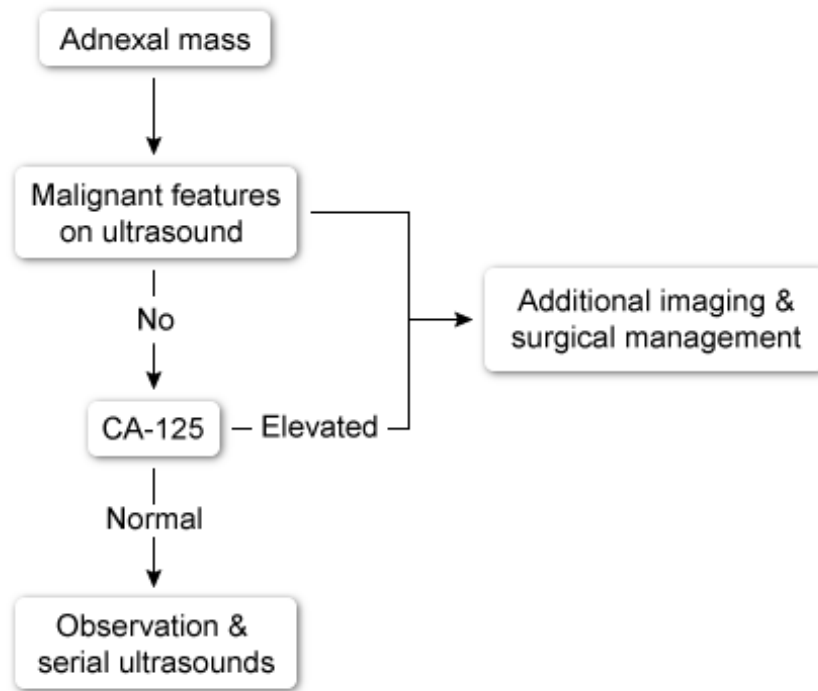 Adnexal mass
Malignant features
on ultrasound
No
Additional imaging &
surgical management
CA-125
Elevated
Normal
Observation &
serial ultrasounds